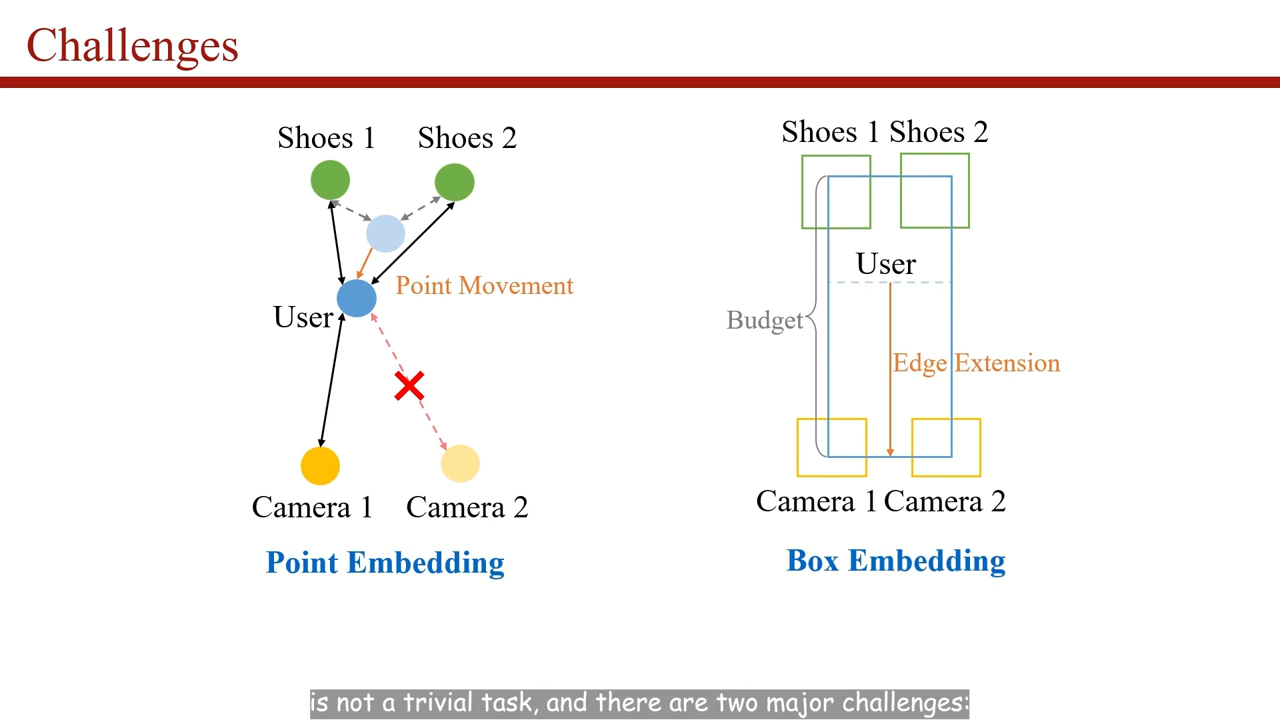 Challenges
Shoes 1
Shoes 2
Point Movement
User
Camera 1
Camera 2
Point Embedding
Shoes 1
Shoes 2
User
Budget
Edge Extension
Camera 1
Camera 2
Box Embedding
is not a trivial task, and there are two major challenges: